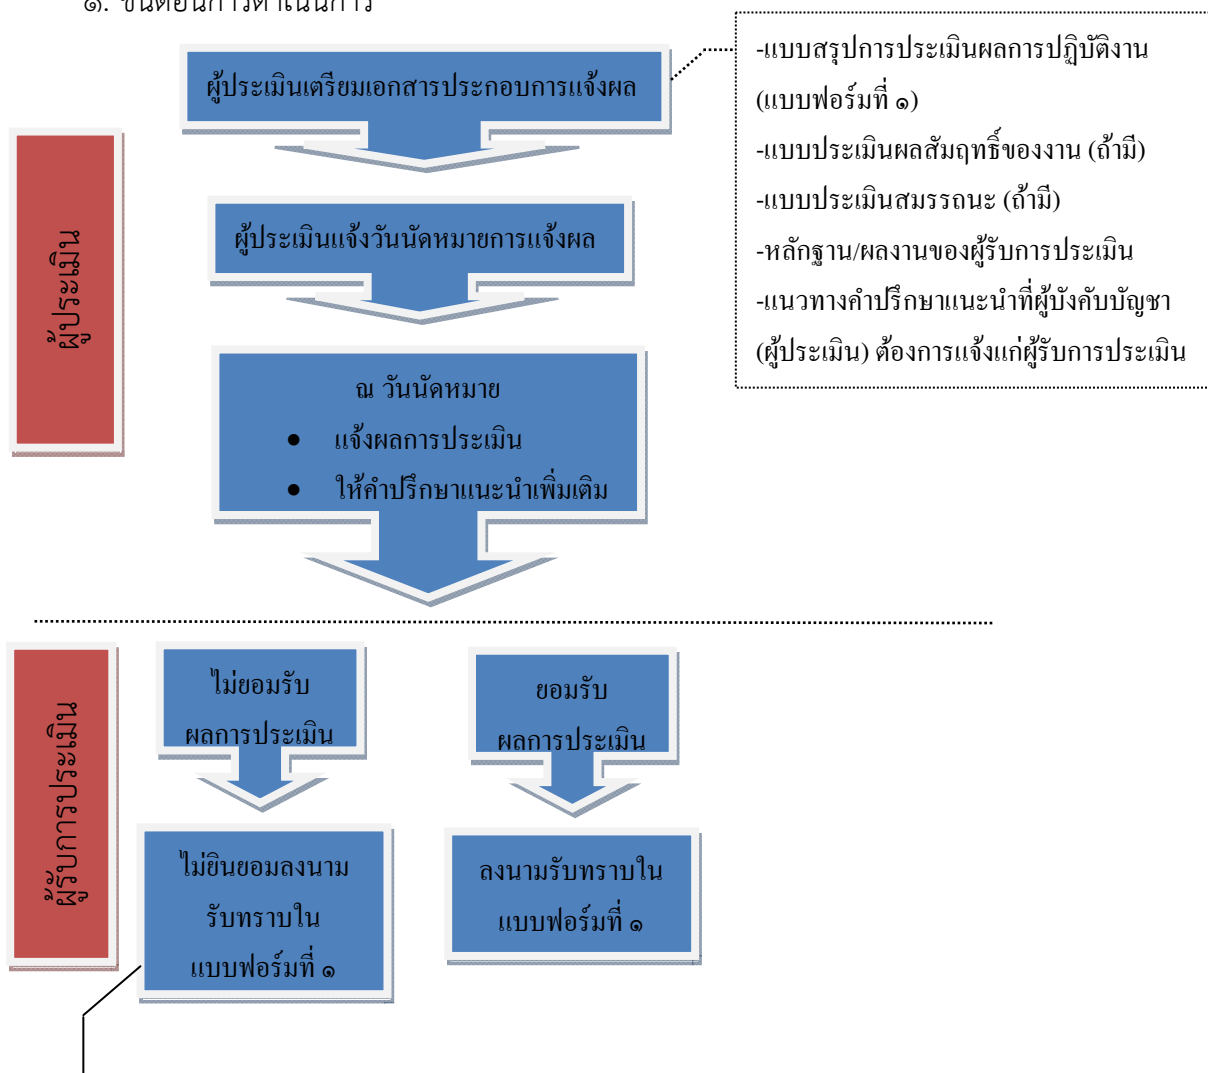 ๑. ขั้นตอนการดำเนินการ
ผู้ประเมินเตรียมเอกสารประกอบการแจ้งผล
-แบบสรุปการประเมินผลการปฏิบัติงาน
(แบบฟอร์มที่ ๑)
-แบบประเมินผลสัมฤทธิ์ของงาน (ถ้ามี)
-แบบประเมินสมรรถนะ (ถ้ามี)
-หลักฐาน/ผลงานของผู้รับการประเมิน
-แนวทางคำปรึกษาแนะนำที่ผู้บังคับบัญชา
(ผู้ประเมิน) ต้องการแจ้งแก่ผู้รับการประเมิน
ผู้ประเมิน
ผู้ประเมินแจ้งวันนัดหมายการแจ้งผล
ณ วันนัดหมาย
● แจ้งผลการประเมิน
● ให้คำปรึกษาแนะนำเพิ่มเติม
ผู้รับการประเมิน
ไม่ยอมรับ
ผลการประเมิน
ยอมรับ
ผลการประเมิน
ไม่ยินยอมลงนาม
รับทราบใน
แบบฟอร์มที่ ๑
ลงนามรับทราบใน
แบบฟอร์มที่ ๑